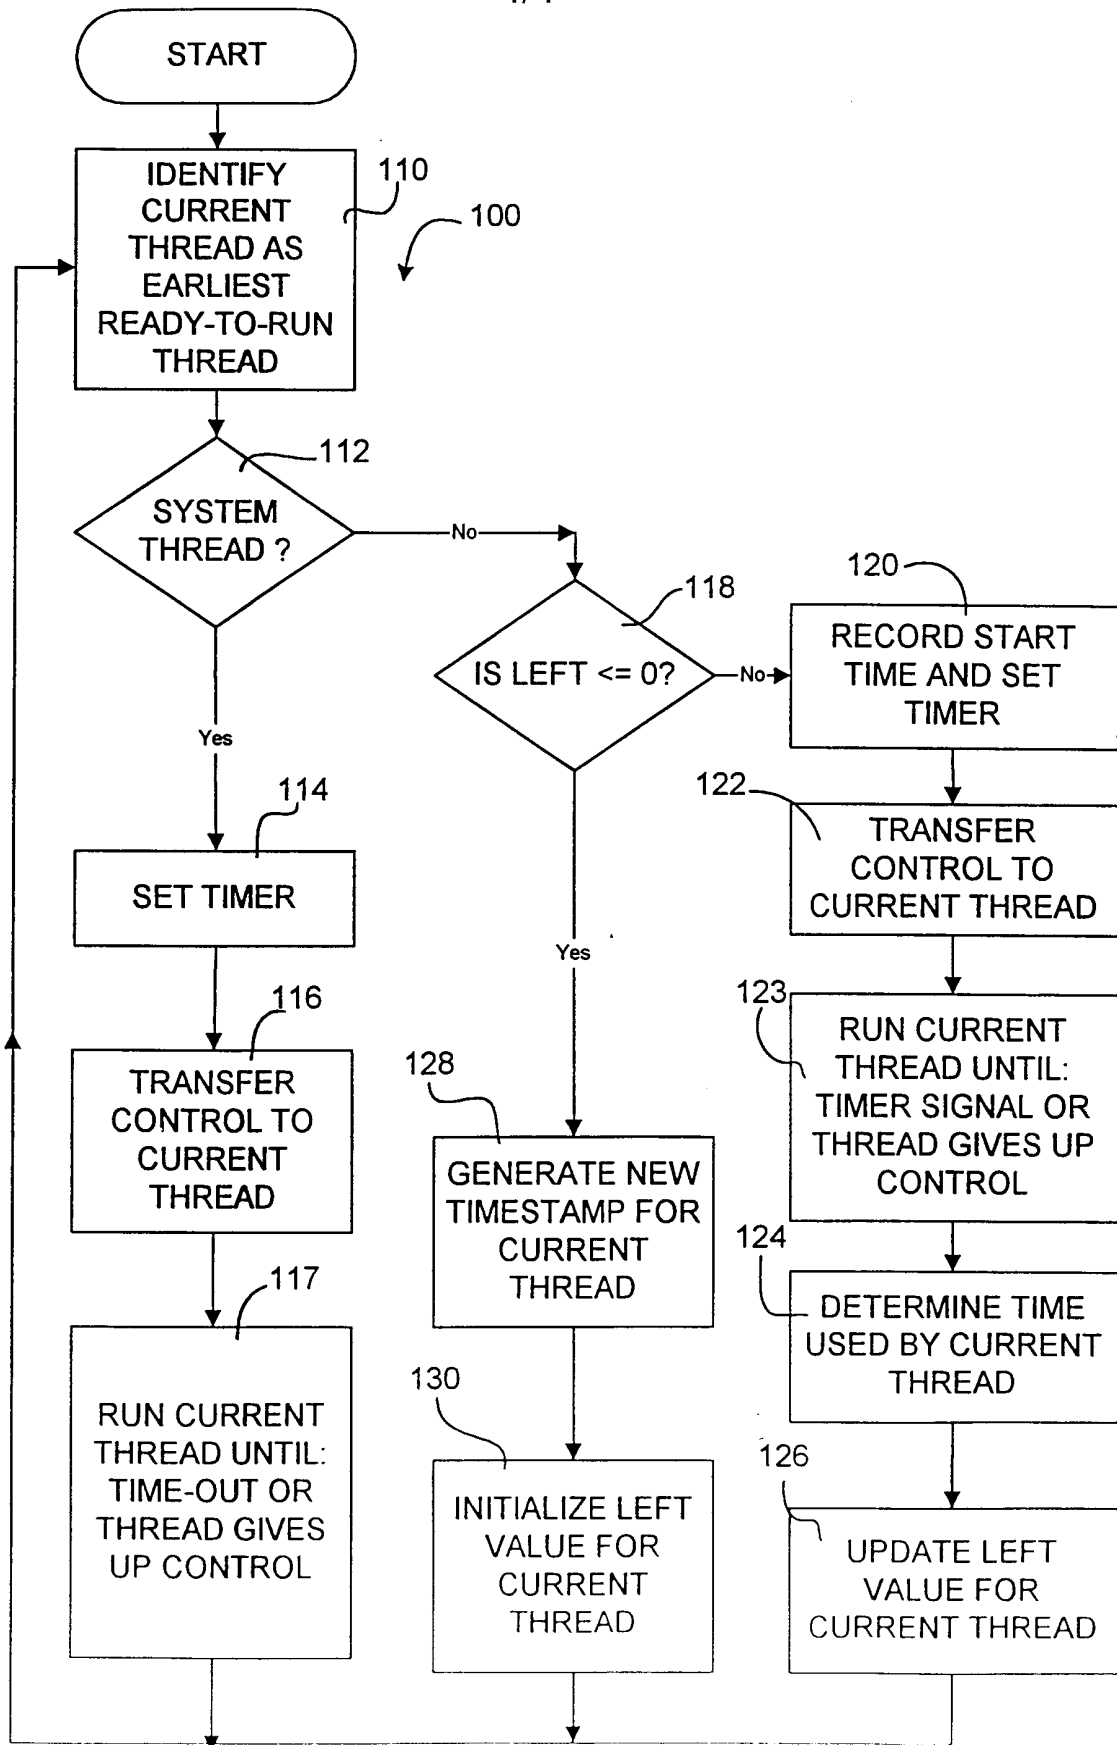 START
IDENTIFY
CURRENT
THREAD AS
EARLIEST
READY-TO-RUN
THREAD
110
100
112
SYSTEM
THREAD ?
No
Yes
118
IS LEFT <= 0?
No
Yes
120
RECORD START
TIME AND SET
TIMER
122
TRANSFER
CONTROL TO
CURRENT THREAD
114
SET TIMER
116
TRANSFER
CONTROL TO
CURRENT
THREAD
117
RUN CURRENT
THREAD UNTIL:
TIME-OUT OR
THREAD GIVES
UP CONTROL
128
GENERATE NEW
TIMESTAMP FOR
CURRENT
THREAD
130
INITIALIZE LEFT
VALUE FOR
CURRENT
THREAD
123
RUN CURRENT
THREAD UNTIL:
TIMER SIGNAL OR
THREAD GIVES UP
CONTROL
124
DETERMINE TIME
USED BY CURRENT
THREAD
126
UPDATE LEFT
VALUE FOR
CURRENT THREAD